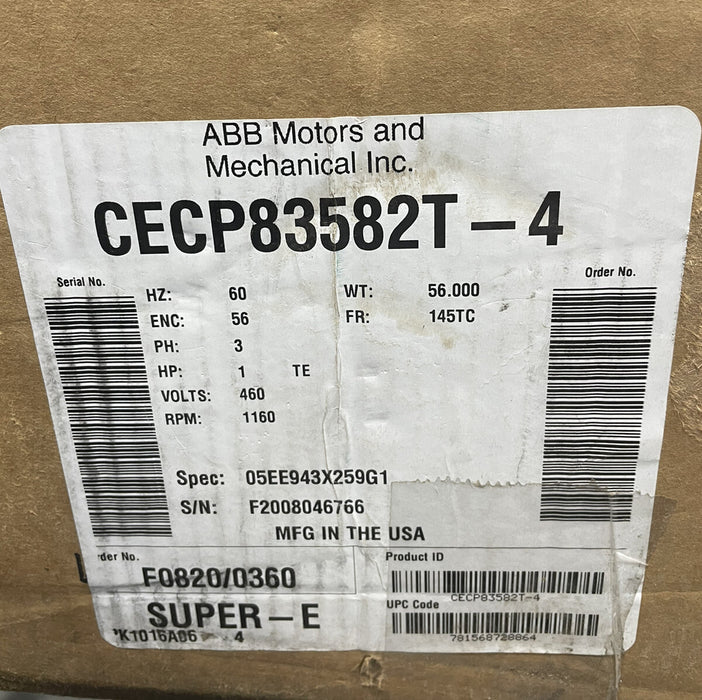 ABB Motors and
Mechanical Inc.
CECP83582T-4
Serial No.
Order No.
HZ: 60 WT: 56.000
ENC: 56 FR: 145TC
PH: 3
HP: 1 TE
VOLTS: 460
RPM: 1160
Spec: 05EE943X259G1
S/N: F2008046766
MFG IN THE USA
rder No.
F0820/0360
SUPER-E
*K1016A06 4
Product ID
CECP83582T-4
UPC Code
781568728864